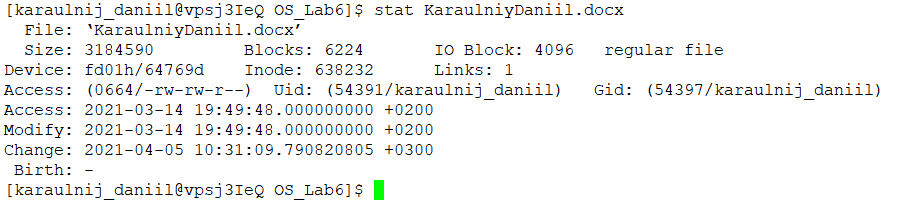 [karaulnij_daniil@vpsj3IeQ OS_Lab6]$ stat KaraulniyDaniil.docx
  File: ‘KaraulniyDaniil.docx’
  Size: 3184590         Blocks: 6224       IO Block: 4096   regular file
Device: fd01h/64769d    Inode: 638232      Links: 1
Access: (0664/-rw-rw-r--)  Uid: (54391/karaulnij_daniil)   Gid: (54397/karaulnij_daniil)
Access: 2021-03-14 19:49:48.000000000 +0200
Modify: 2021-03-14 19:49:48.000000000 +0200
Change: 2021-04-05 10:31:09.790820805 +0300
 Birth: -
[karaulnij_daniil@vpsj3IeQ OS_Lab6]$